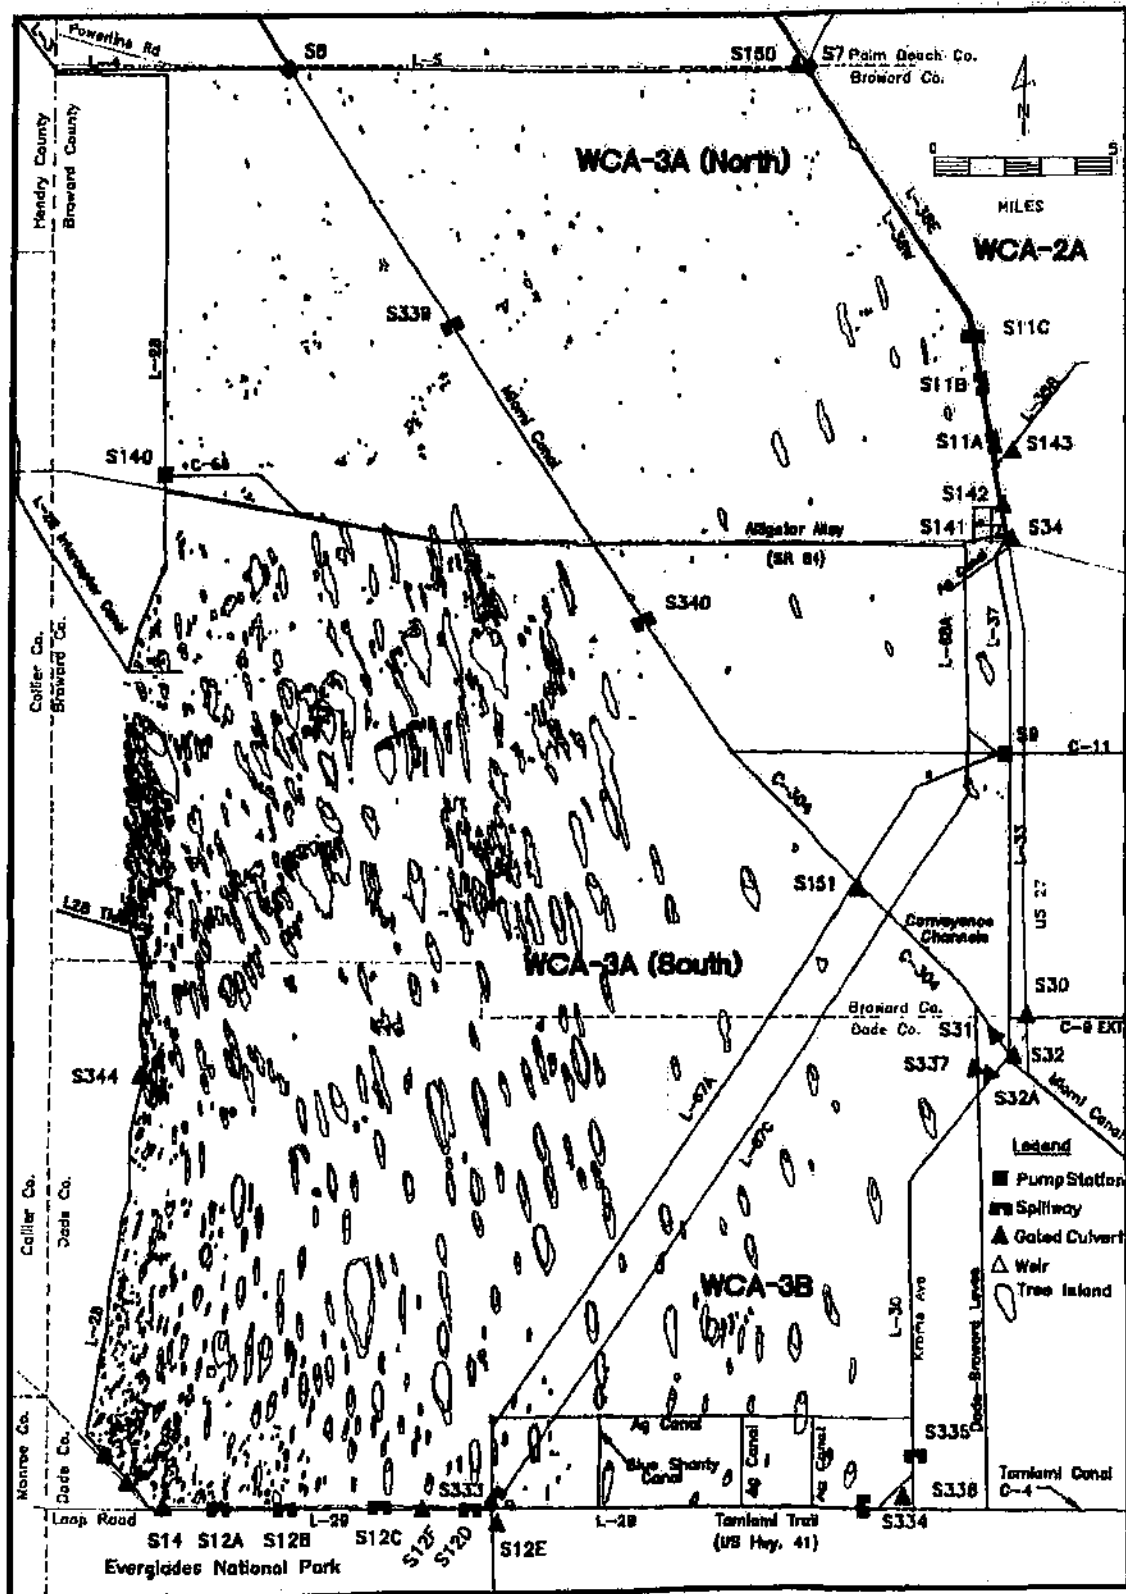 L-4
Powerline Rd
S8
L-5
S150
S7
Palm Beach Co.
Broward Co.
Hendry County
Broward County
WCA-3A (North)
N
0
5
MILES
L-38E
L-38W
WCA-2A
S339
L-28
Miami Canal
S11C
S11B
L-35B
S11A
S143
S140
C-60
S142
S141
S34
Alligator Alley
(SR 84)
L-28 Interceptor Canal
S340
L-68A
L-37
Collier Co.
Broward Co.
S9
C-11
C-304
L-33
US 27
S151
Conveyance
Channels
C-304
L28 Tie
WCA-3A (South)
Broward Co.
Dade Co.
S30
C-9 EXT
S31
S32
S337
S32A
Miami Canal
S344
L-67A
L-67C
Legend
Pump Station
Spillway
Gated Culvert
Weir
Tree Island
Collier Co.
Dade Co.
L-28
WCA-3B
L-30
Krome Ave
Dade-Broward Levee
Monroe Co.
Dade Co.
Ag Canal
Blue Shanty
Canal
Ag Canal
Ag Canal
S335
S333
S336
Tamiami Canal
C-4
Loop Road
S14
S12A
S12B
L-29
S12C
S12F
S12D
S12E
L-29
Tamiami Trail
(US Hwy. 41)
S334
Everglades National Park